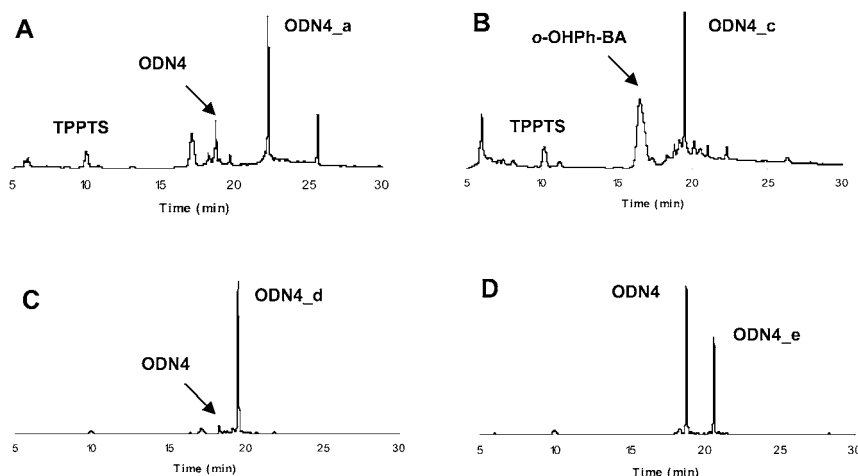 A
ODN4_a
ODN4
TPPTS
5 10 15 20 25 30
Time (min)
B
o-OHPh-BA
ODN4_c
TPPTS
5 10 15 20 25 30
Time (min)
C
ODN4_d
ODN4
5 10 15 20 25 30
Time (min)
D
ODN4
ODN4_e
5 10 15 20 25 30
Time (min)